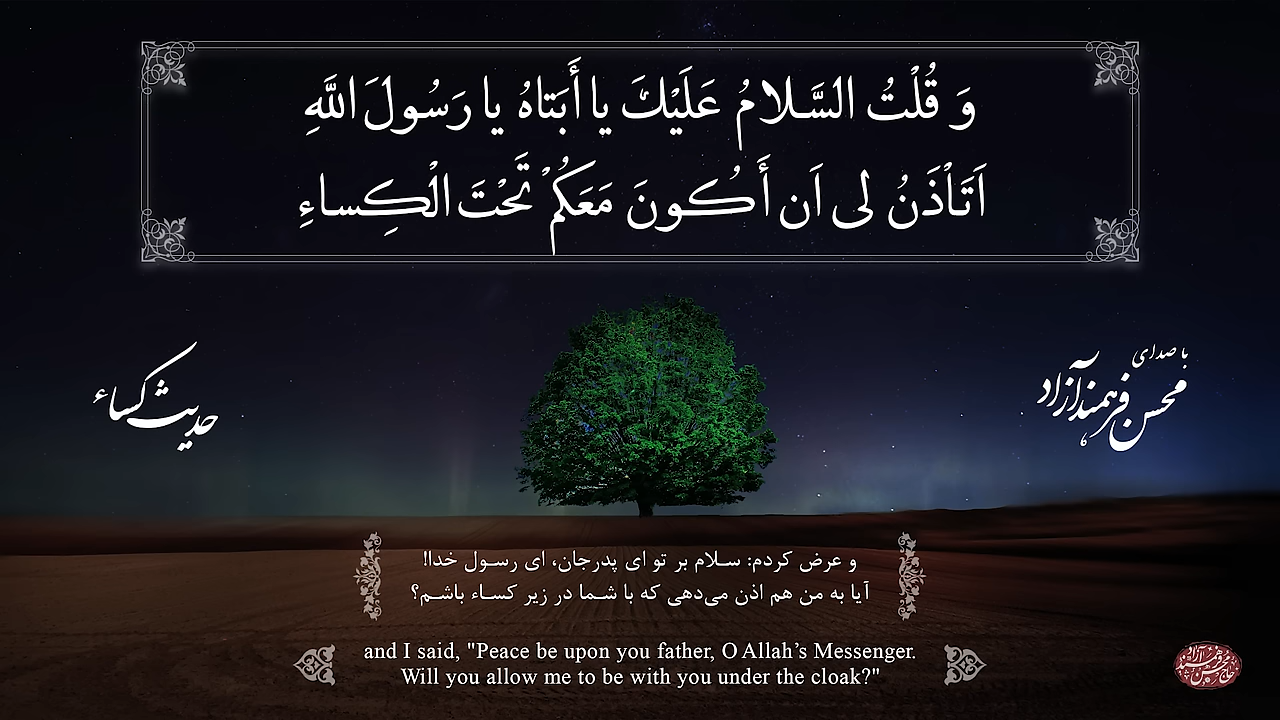 وَ قُلْتُ السَّلامُ عَلَيْكَ يا أَبَتاهُ يا رَسُولَ اللَّهِ
اَتَاْذَنُ لى اَن أَكُونَ مَعَكُمْ تَحْتَ الْكِساءِ
با صدای
محسن فرهمند آزاد
حدیث کساء
و عرض کردم: سلام بر تو ای پدرجان، ای رسول خدا!
آیا به من هم اذن می‌دهی که با شما در زیر کساء باشم؟
and I said, "Peace be upon you father, O Allah’s Messenger.
Will you allow me to be with you under the cloak?"